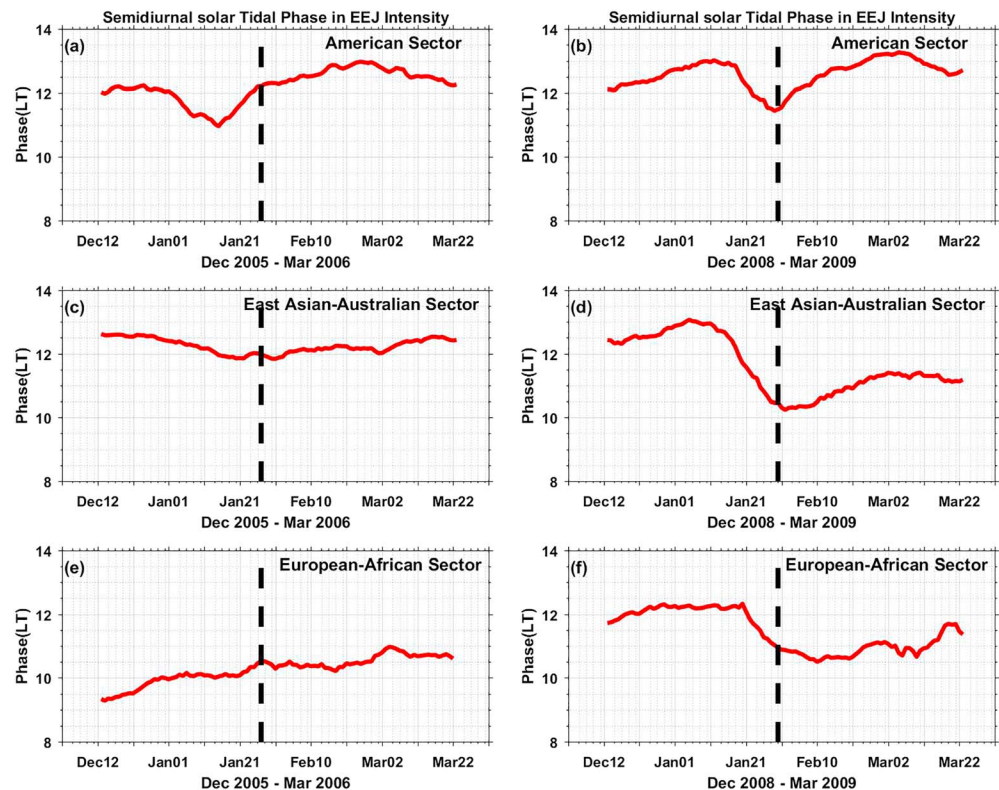 Semidiurnal solar Tidal Phase in EEJ Intensity
(a)
American Sector
Phase(LT)
14
12
10
8
Dec12 Jan01 Jan21 Feb10 Mar02 Mar22
Dec 2005 - Mar 2006
Semidiurnal solar Tidal Phase in EEJ Intensity
(b)
American Sector
Phase(LT)
14
12
10
8
Dec12 Jan01 Jan21 Feb10 Mar02 Mar22
Dec 2008 - Mar 2009
(c)
East Asian-Australian Sector
Phase(LT)
14
12
10
8
Dec12 Jan01 Jan21 Feb10 Mar02 Mar22
Dec 2005 - Mar 2006
(d)
East Asian-Australian Sector
Phase(LT)
14
12
10
8
Dec12 Jan01 Jan21 Feb10 Mar02 Mar22
Dec 2008 - Mar 2009
(e)
European-African Sector
Phase(LT)
14
12
10
8
Dec12 Jan01 Jan21 Feb10 Mar02 Mar22
Dec 2005 - Mar 2006
(f)
European-African Sector
Phase(LT)
14
12
10
8
Dec12 Jan01 Jan21 Feb10 Mar02 Mar22
Dec 2008 - Mar 2009